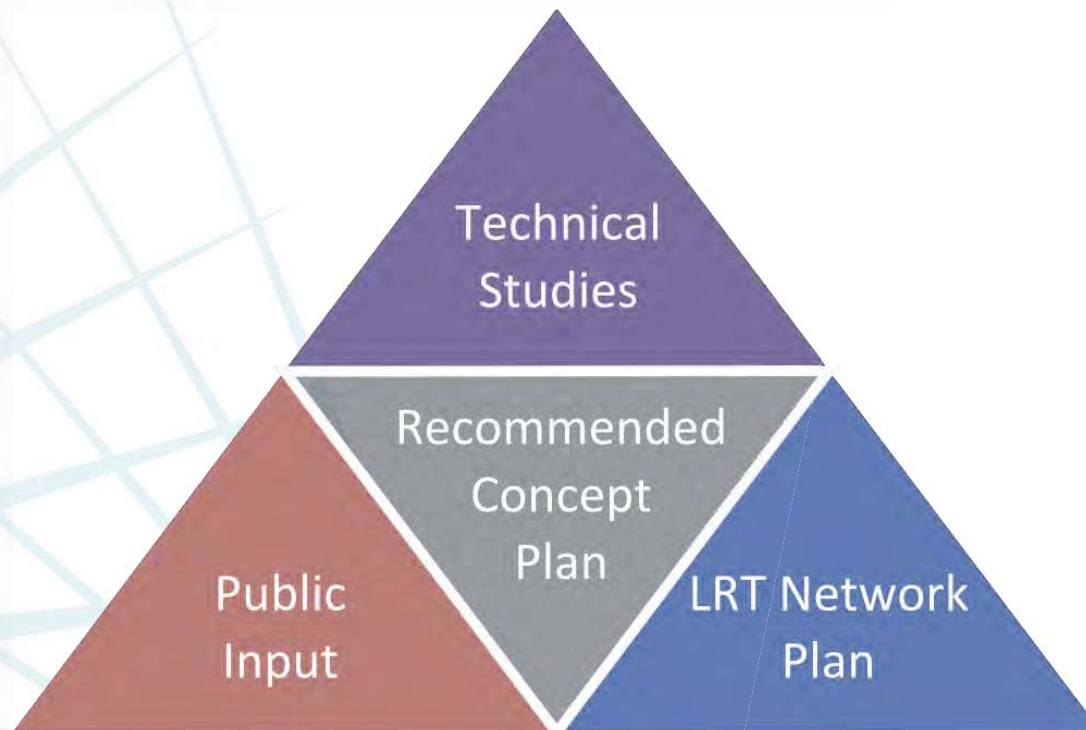 Technical
Studies
Recommended
Concept
Plan
Public
Input
LRT Network
Plan